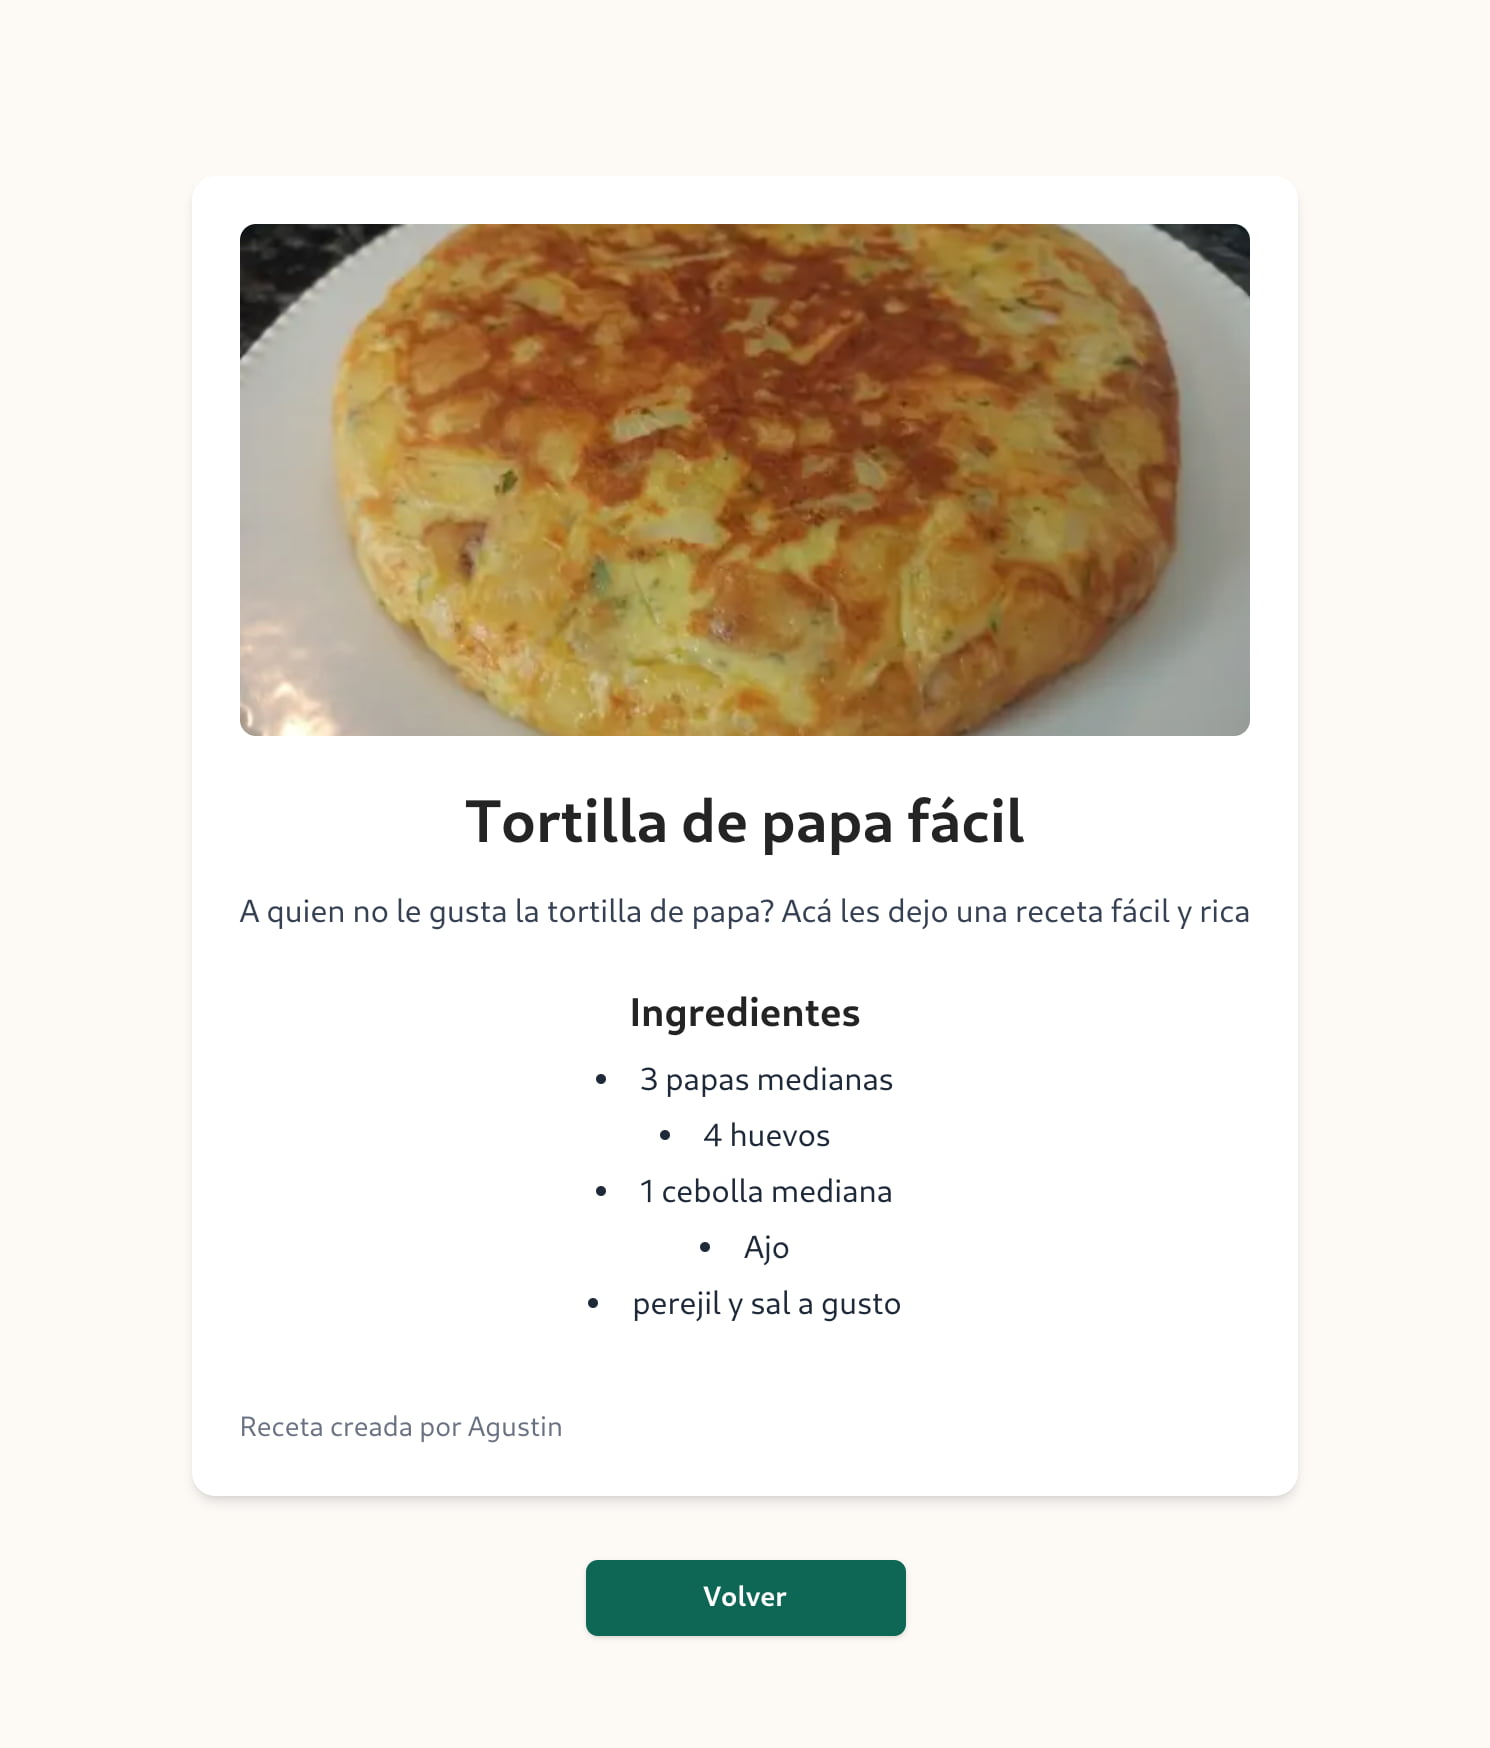 Tortilla de papa fácil
A quien no le gusta la tortilla de papa? Acá les dejo una receta fácil y rica
Ingredientes
• 3 papas medianas
• 4 huevos
• 1 cebolla mediana
• Ajo
• perejil y sal a gusto
Receta creada por Agustin
Volver